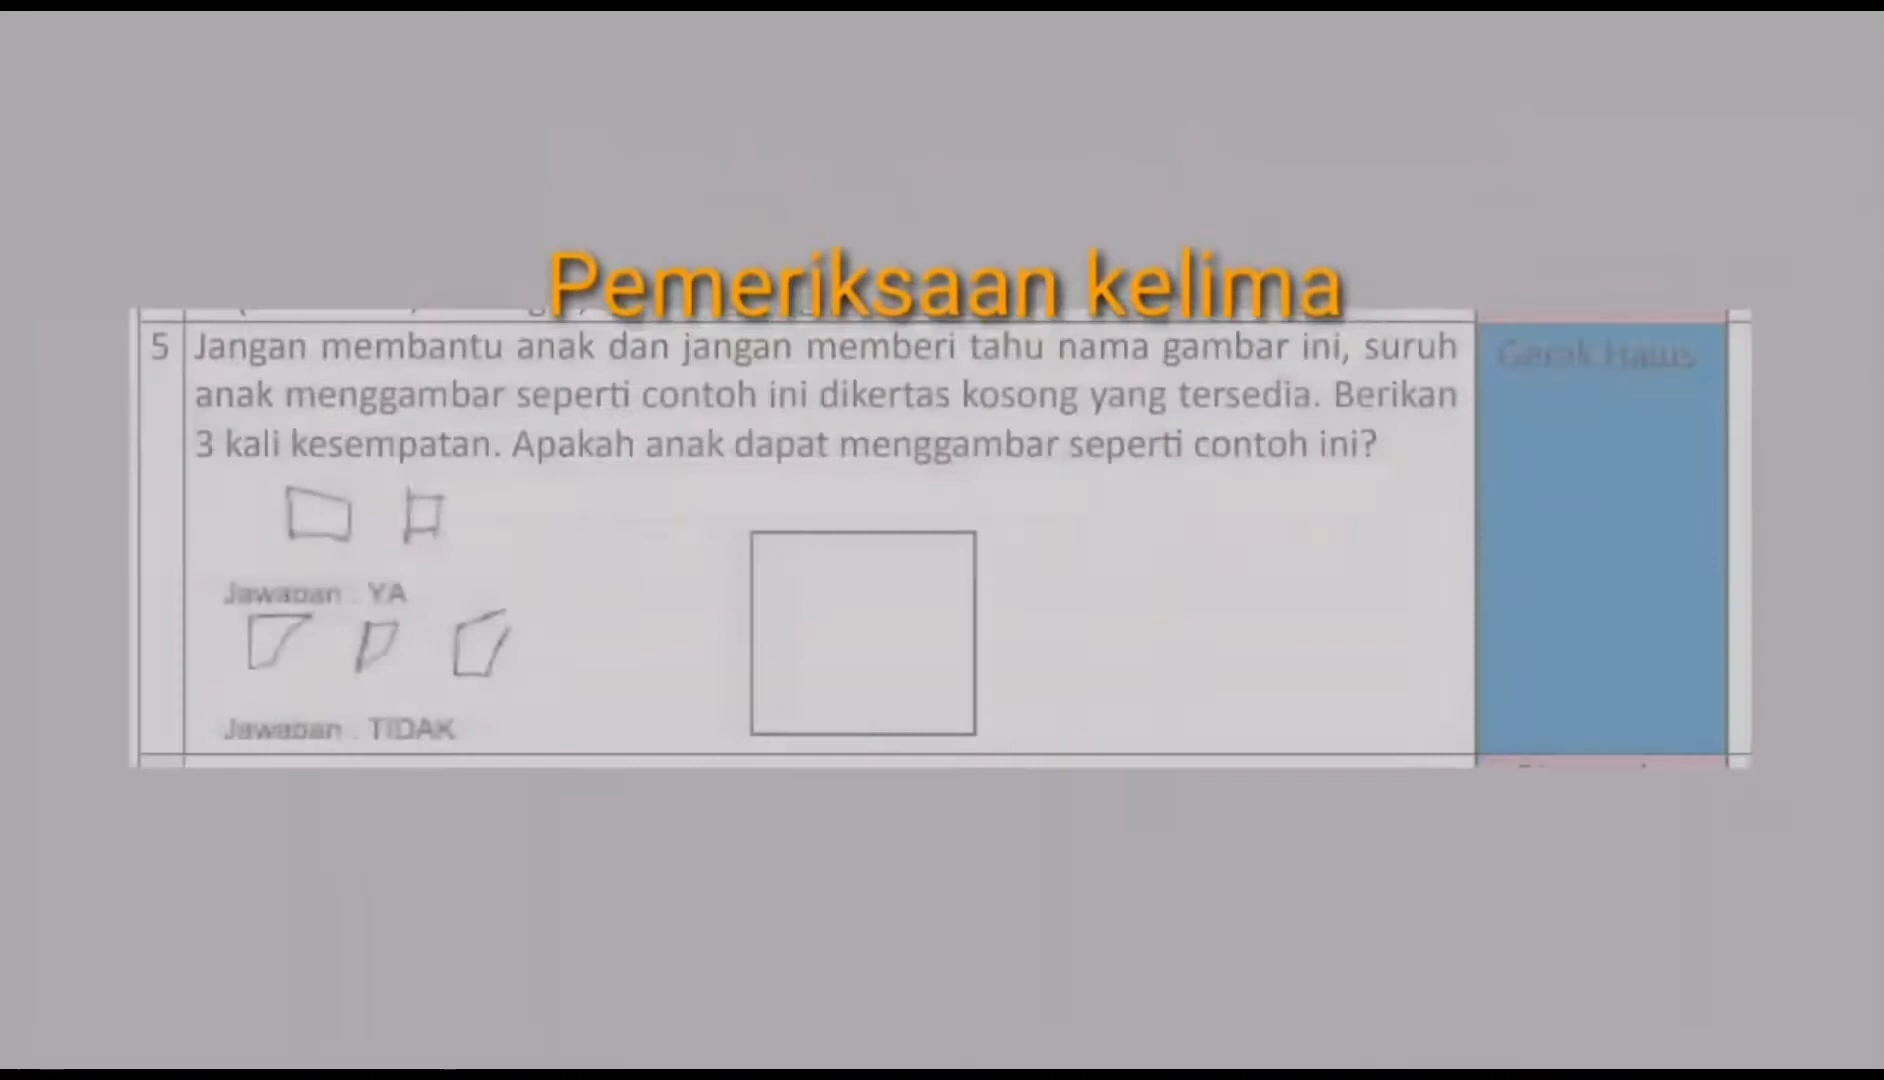 Pemeriksaan kelima
5 Jangan membantu anak dan jangan memberi tahu nama gambar ini, suruh
anak menggambar seperti contoh ini dikertas kosong yang tersedia. Berikan
3 kali kesempatan. Apakah anak dapat menggambar seperti contoh ini?
Gerak Halus
Jawaban : YA
Jawaban : TIDAK